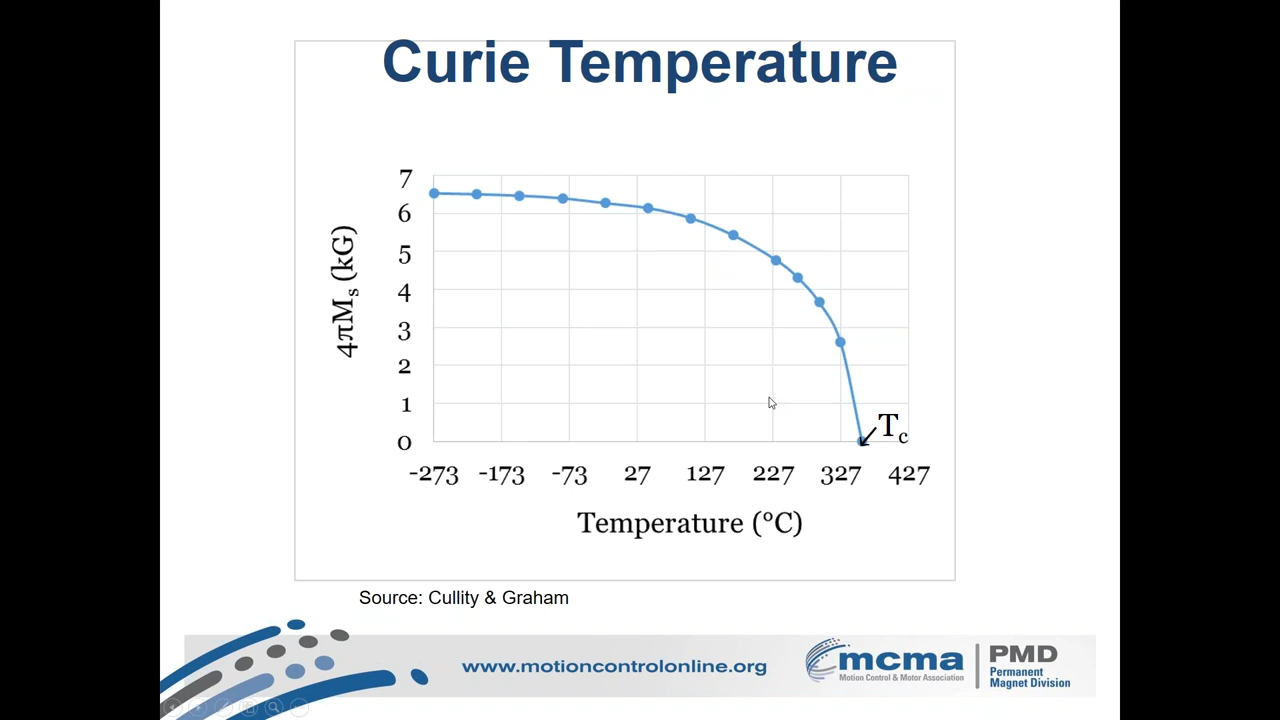 Curie Temperature
7
6
5
4
3
2
1
0
4πMs (kG)
-273 -173 -73 27 127 227 327 427
Tc
Temperature (°C)
Source: Cullity & Graham
www.motioncontrolonline.org
mcma
Motion Control & Motor Association
PMD
Permanent
Magnet Division